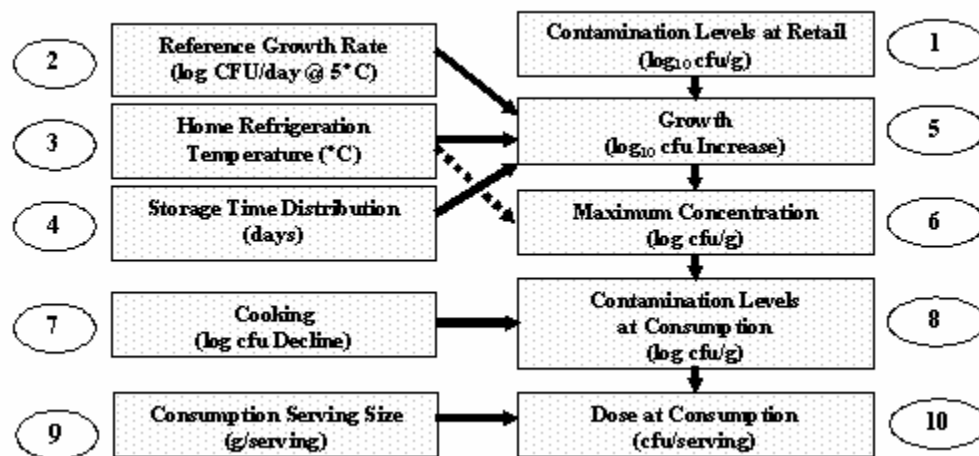 2
Reference Growth Rate
(log CFU/day @ 5°C)
Contamination Levels at Retail
(log₁₀ cfu/g)
1
3
Home Refrigeration
Temperature (°C)
Growth
(log₁₀ cfu Increase)
5
4
Storage Time Distribution
(days)
Maximum Concentration
(log cfu/g)
6
7
Cooking
(log cfu Decline)
Contamination Levels
at Consumption
(log cfu/g)
8
9
Consumption Serving Size
(g/serving)
Dose at Consumption
(cfu/serving)
10